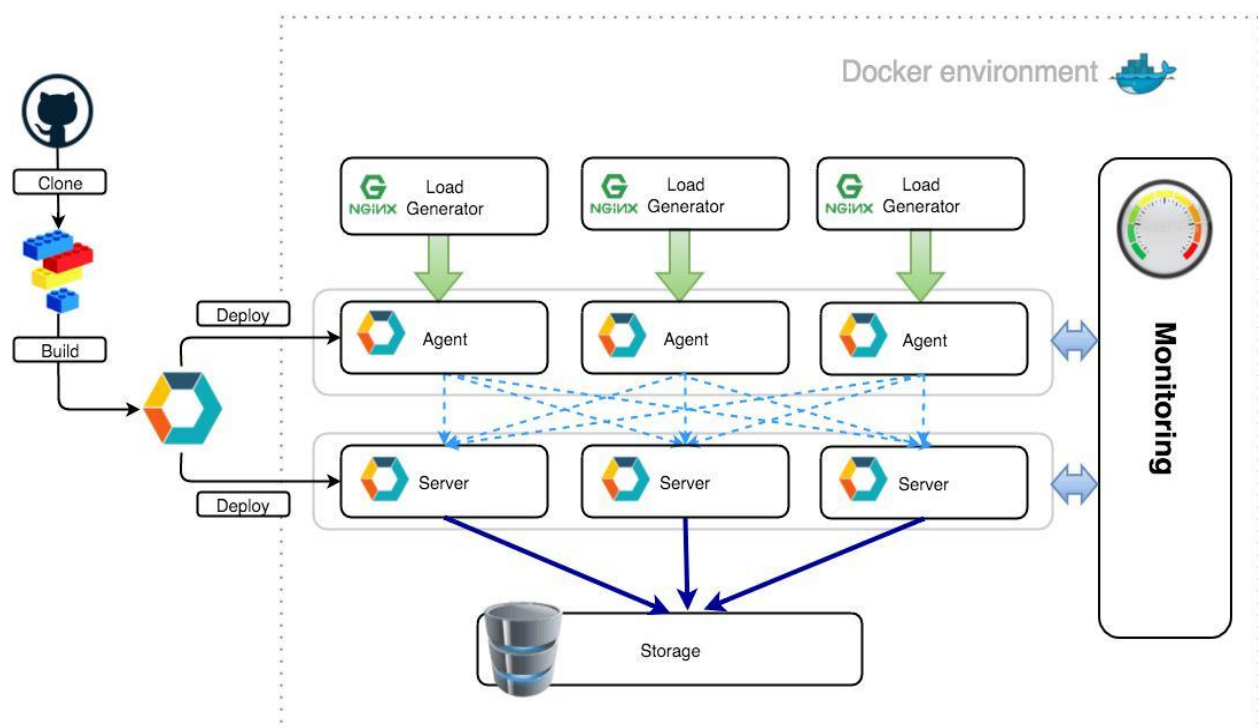 Docker environment
Clone
Build
Deploy
Deploy
NGiNX
Load
Generator
NGiNX
Load
Generator
NGiNX
Load
Generator
Agent
Agent
Agent
Server
Server
Server
Storage
Monitoring